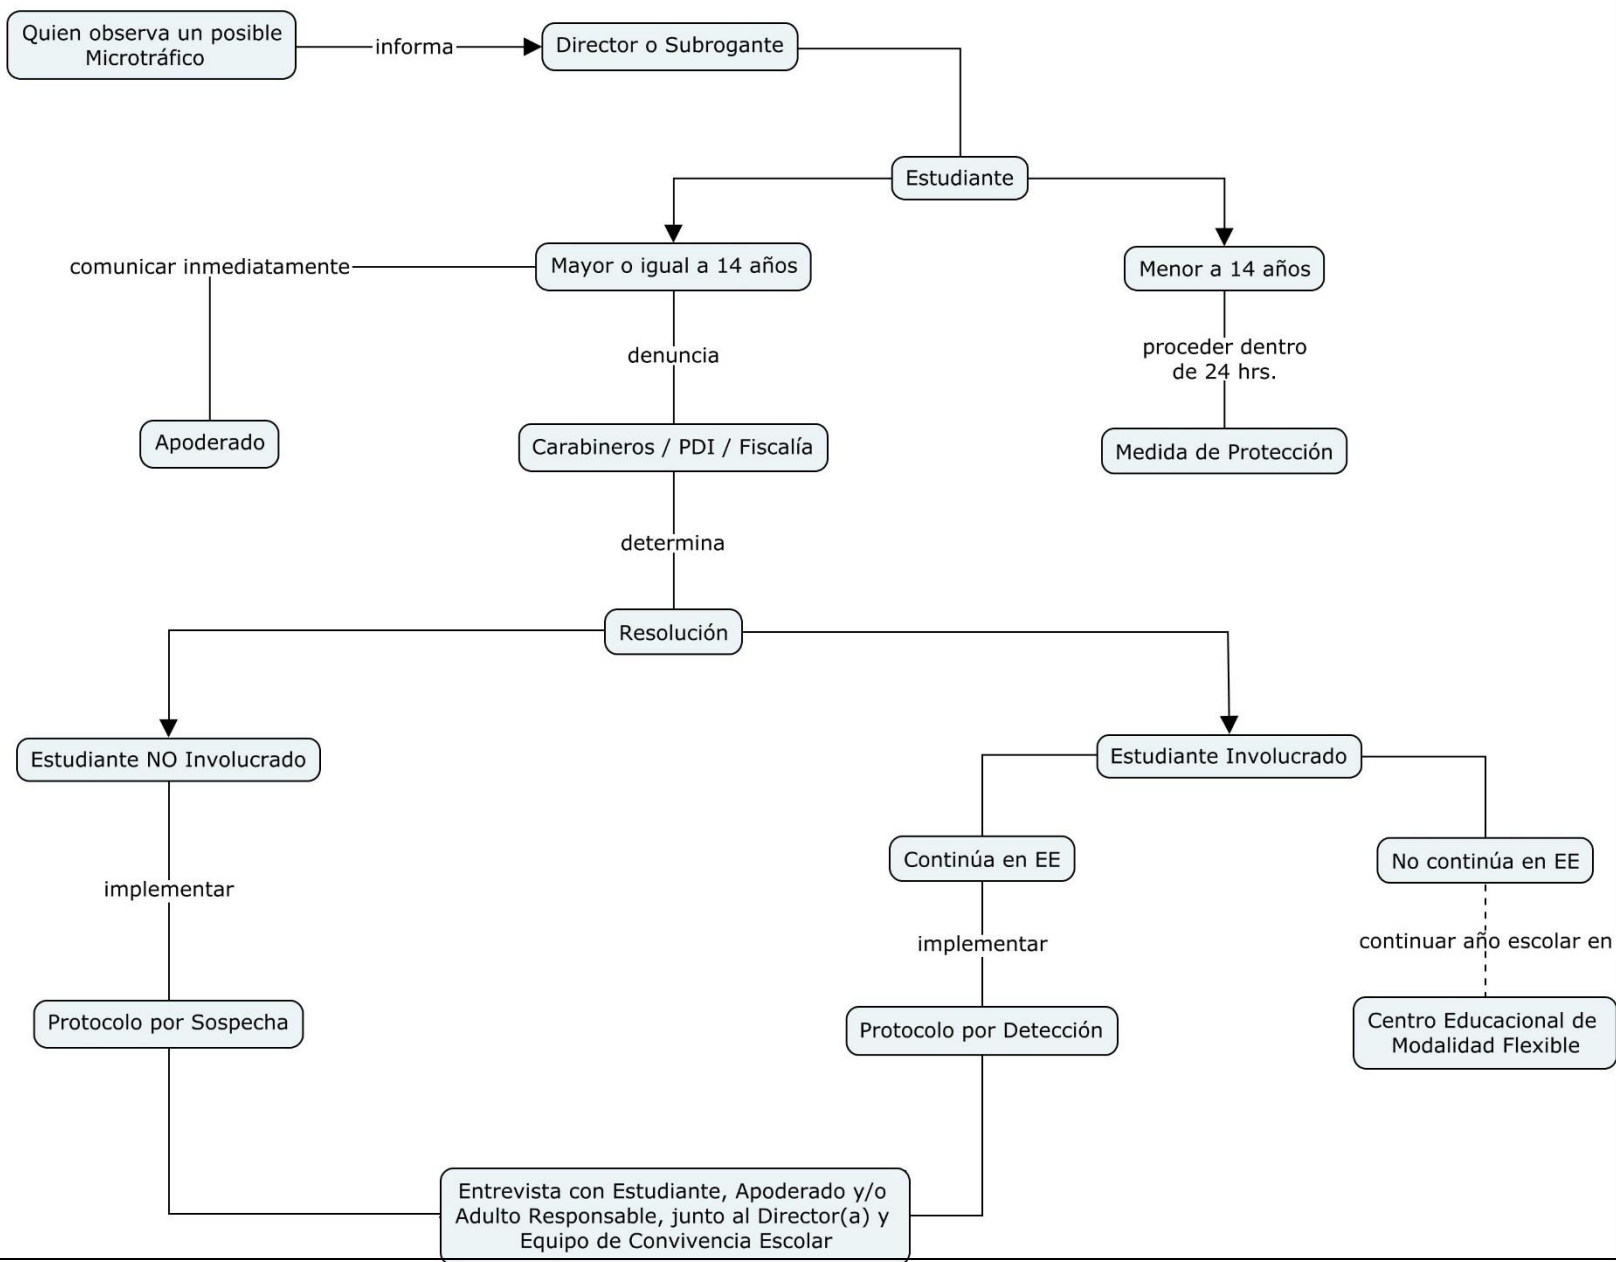 Quien observa un posible
Microtráfico
informa
Director o Subrogante
Estudiante
comunicar inmediatamente
Mayor o igual a 14 años
Menor a 14 años
denuncia
proceder dentro
de 24 hrs.
Apoderado
Carabineros / PDI / Fiscalía
Medida de Protección
determina
Resolución
Estudiante NO Involucrado
Estudiante Involucrado
Continúa en EE
No continúa en EE
implementar
implementar
continuar año escolar en
Protocolo por Sospecha
Protocolo por Detección
Centro Educacional de
Modalidad Flexible
Entrevista con Estudiante, Apoderado y/o
Adulto Responsable, junto al Director(a) y
Equipo de Convivencia Escolar